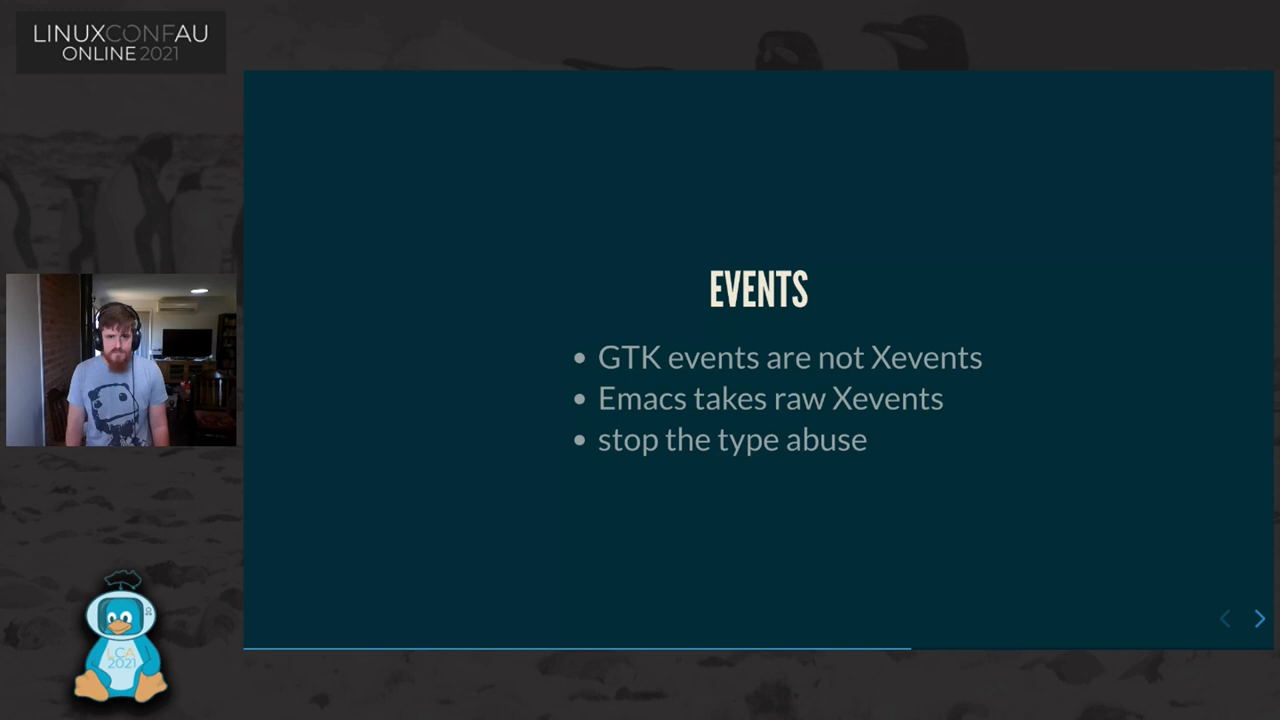 LINUXCONFAU
ONLINE 2021
EVENTS
GTK events are not Xevents
Emacs takes raw Xevents
stop the type abuse
LCA
2021